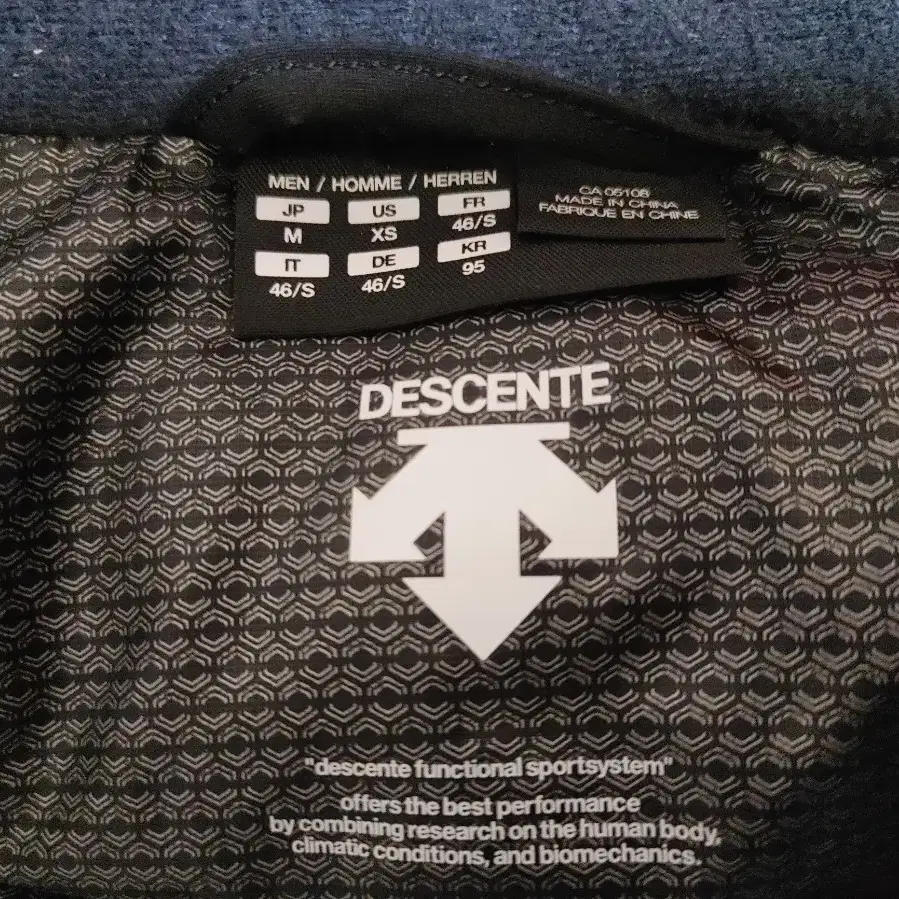 MEN / HOMME / HERREN
JP US FR
M XS 46/S
IT DE KR
46/S 46/S 95
CA 05108
MADE IN CHINA
FABRIQUE EN CHINE
DESCENTE
"descente functional sportsystem"
offers the best performance
by combining research on the human body,
climatic conditions, and biomechanics.